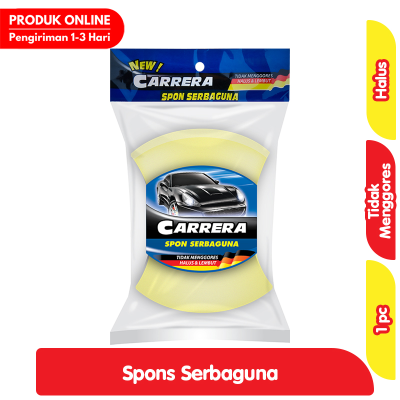 PRODUK ONLINE
Pengiriman 1-3 Hari
NEW!
CARRERA
TIDAK MENGGORES
HALUS & LEMBUT
SPON SERBAGUNA
CARRERA
SPON SERBAGUNA
TIDAK MENGGORES
HALUS & LEMBUT
Halus
Tidak
Menggores
1 pc
Spons Serbaguna